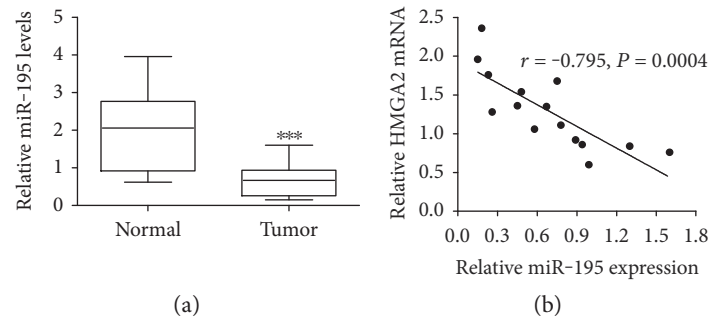 Relative miR-195 levels
5
4
3
2
1
0
***
Normal
Tumor
(a)
Relative HMGA2 mRNA
2.5
2.0
1.5
1.0
0.5
0.0
r = -0.795, P = 0.0004
0.0
0.3
0.6
0.9
1.2
1.5
1.8
Relative miR-195 expression
(b)